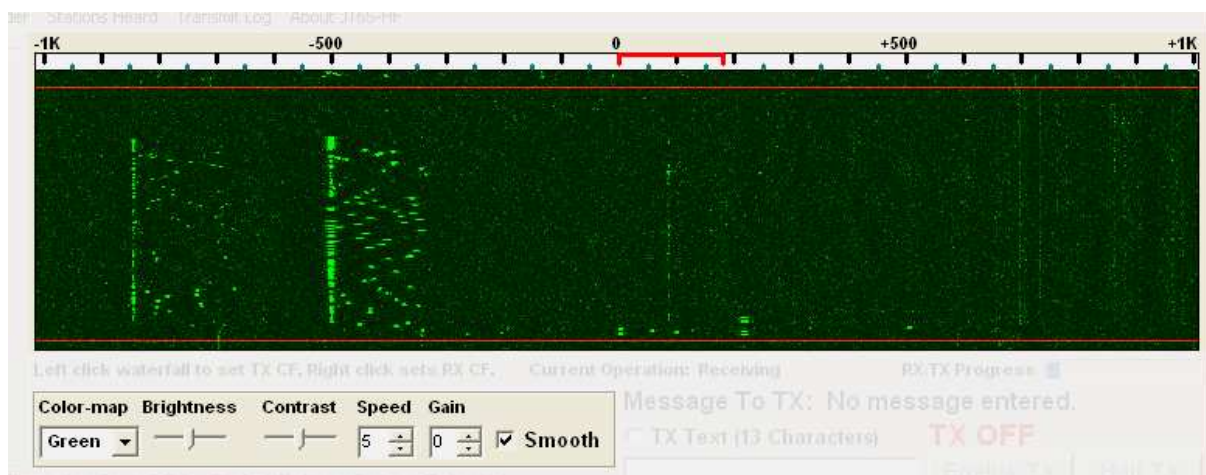 Stations Heard Transmit Log About JT65-HF
-1K -500 0 +500 +1K
Left click waterfall to set TX CF, Right click sets RX CF. Current Operation: Receiving RX/TX Progress
Color-map Brightness Contrast Speed Gain
Message To TX: No message entered.
Green 5 0 Smooth
TX Text (13 Characters) TX OFF